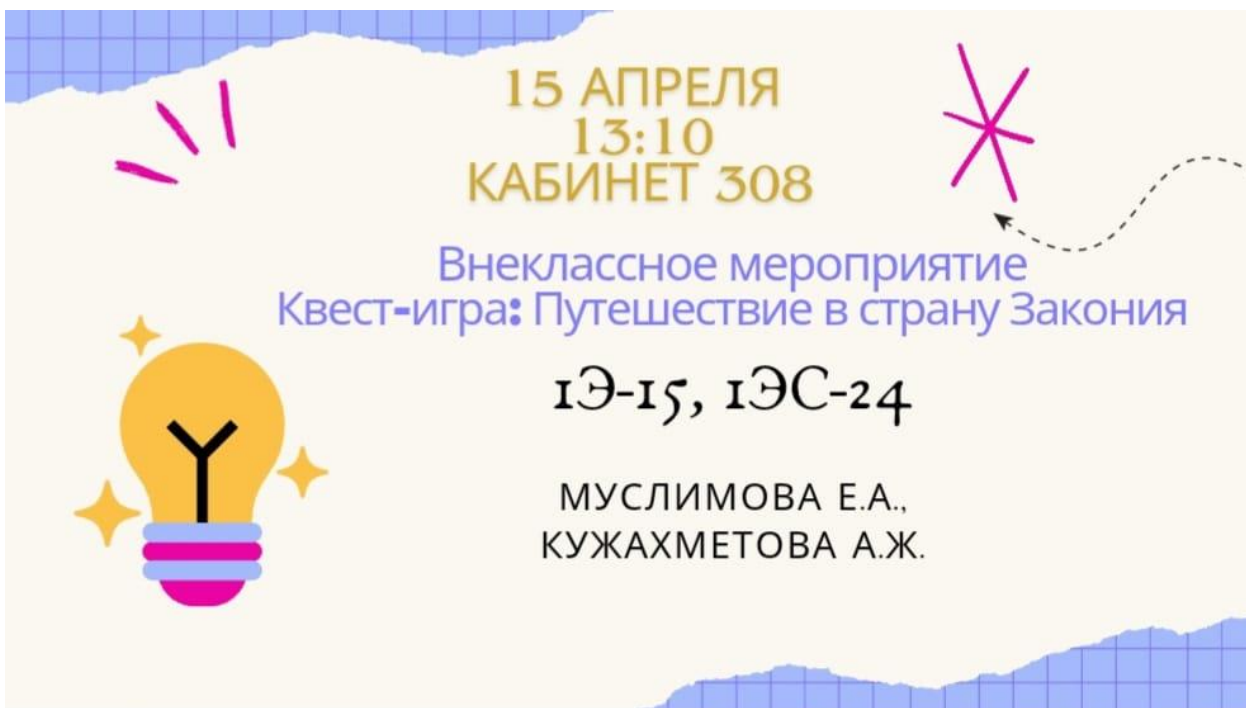 15 АПРЕЛЯ
13:10
КАБИНЕТ 308
Внеклассное мероприятие
Квест-игра: Путешествие в страну Закония
1Э-15, 1ЭС-24
МУСЛИМОВА Е.А.,
КУЖАХМЕТОВА А.Ж.